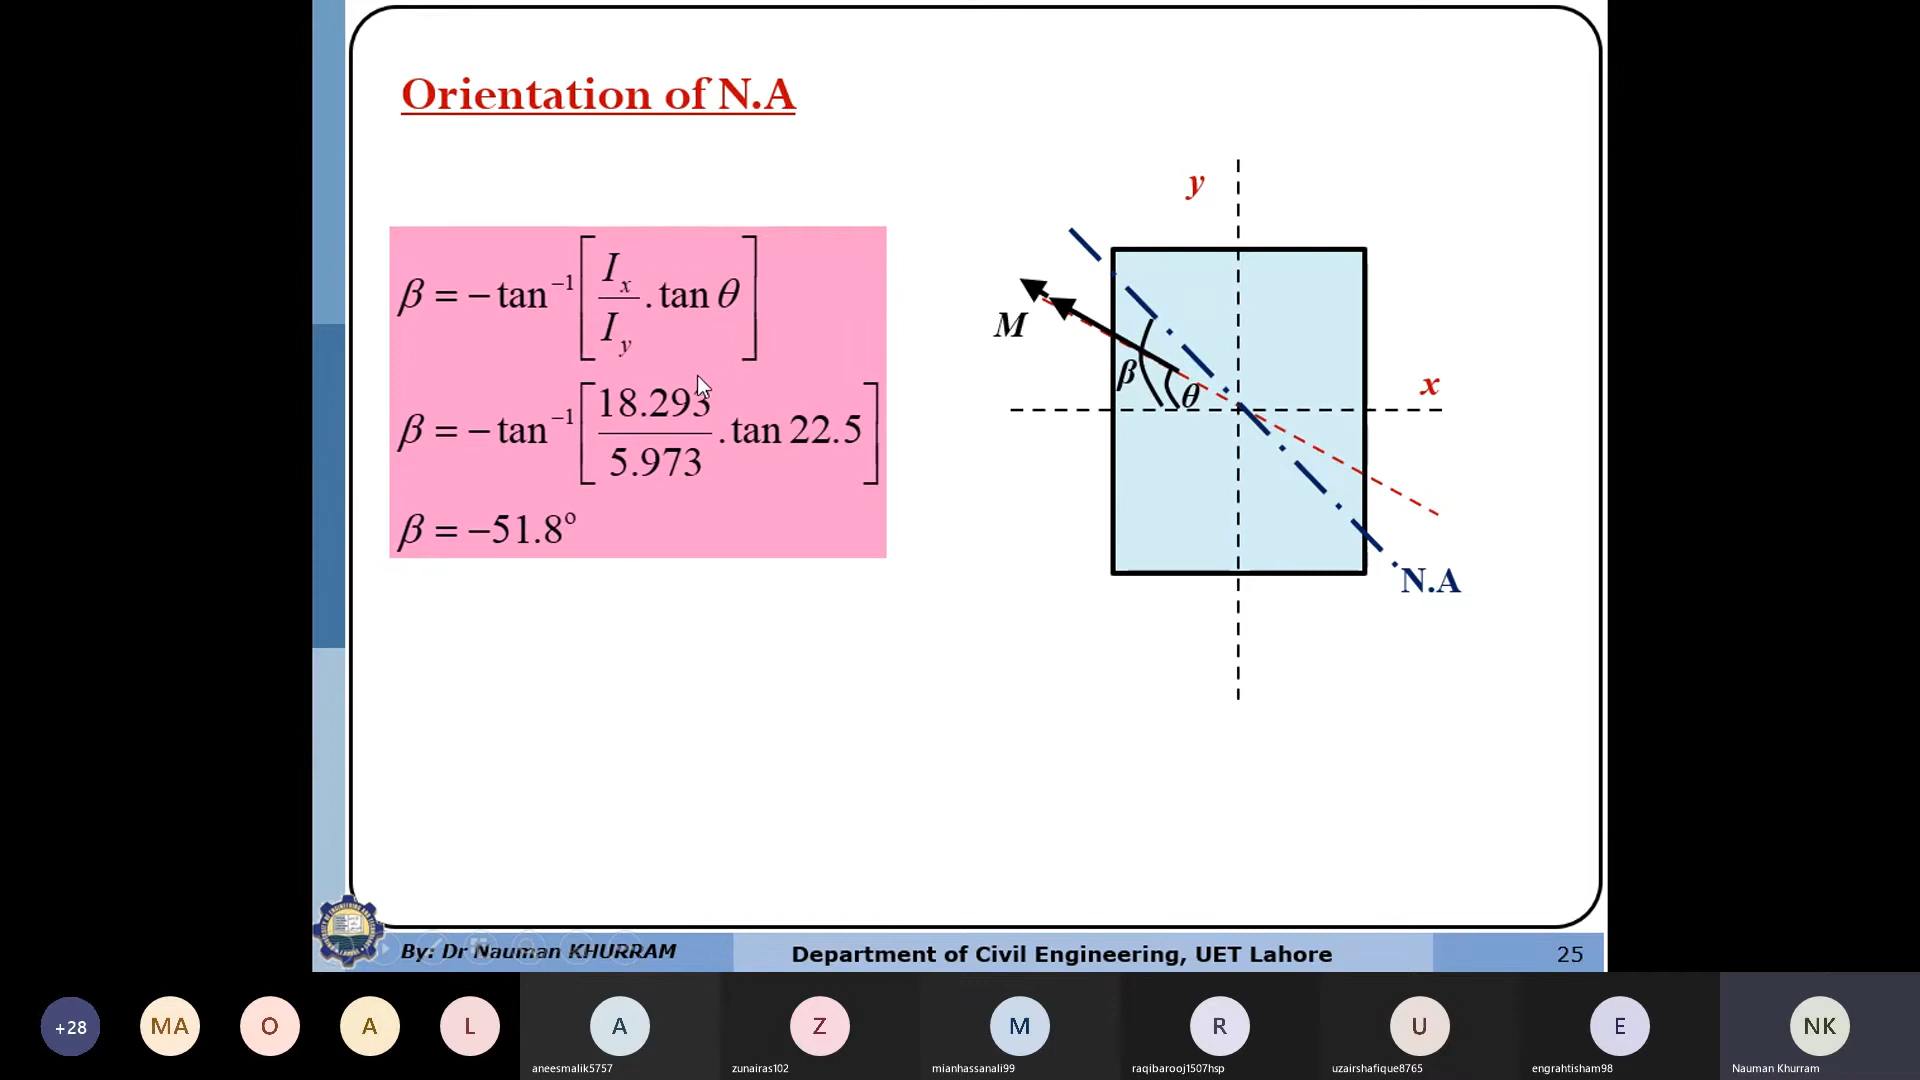 Orientation of N.A
β = − tan⁻¹ [ I_x / I_y . tan θ ]
β = − tan⁻¹ [ 18.293 / 5.973 . tan 22.5 ]
β = −51.8°
y
M
β
θ
x
N.A
By: Dr Nauman KHURRAM
Department of Civil Engineering, UET Lahore
25
+28
MA
O
A
L
A
Z
M
R
U
E
NK
aneesmalik5757
zunairas102
mianhassanali99
raqibarooj1507hsp
uzairshafique8765
engrahtisham98
Nauman Khurram